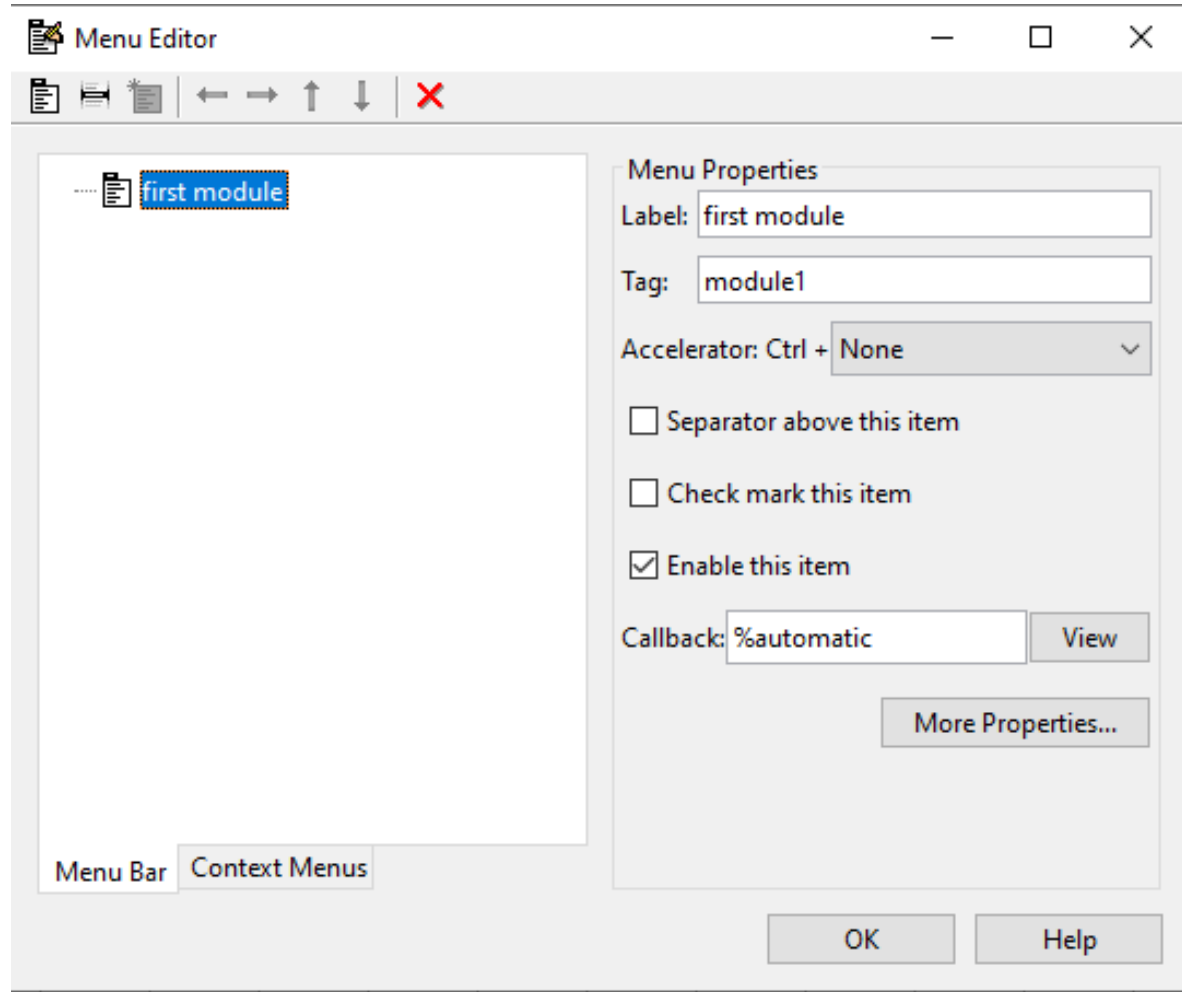 Menu Editor
first module
Menu Bar
Context Menus
Menu Properties
Label: first module
Tag: module1
Accelerator: Ctrl + None
Separator above this item
Check mark this item
Enable this item
Callback: %automatic View
More Properties...
OK Help